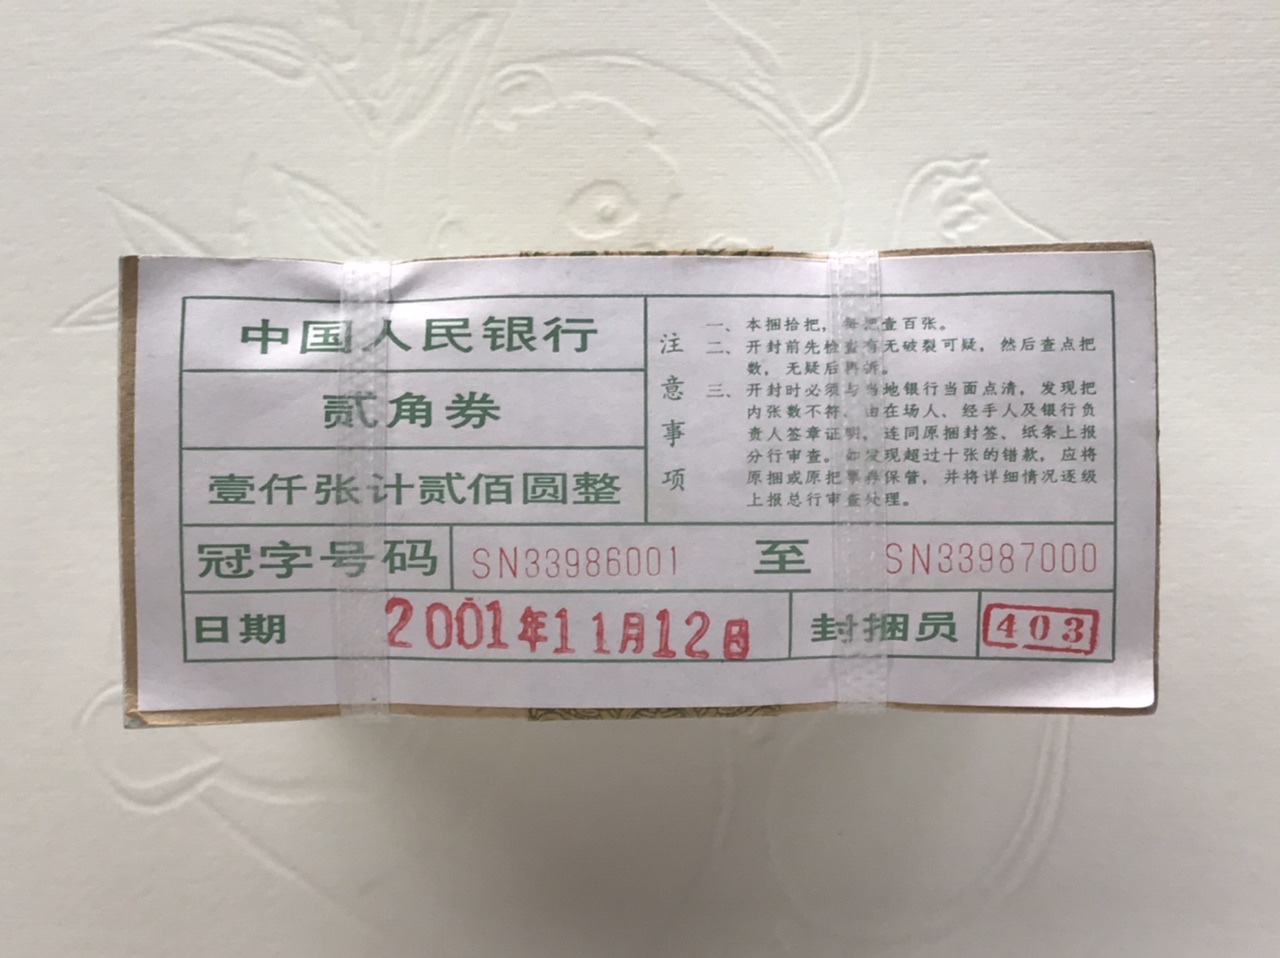 中国人民银行
贰角券
壹仟张计贰佰圆整
注意事项
一、本捆拾把，每把壹百张。
二、开封前先检查有无破裂可疑，然后查点把
数，无疑后再拆。
三、开封时必须与当地银行当面点清，发现把
内张数不符，由在场人、经手人及银行负
责人签章证明，连同原捆封签、纸条上报
分行审查。如发现超过十张的错款，应将
原捆或原把票券保管，并将详细情况逐级
上报总行审查处理。
冠字号码 SN33986001 至 SN33987000
日期 2001年11月12日 封捆员 403